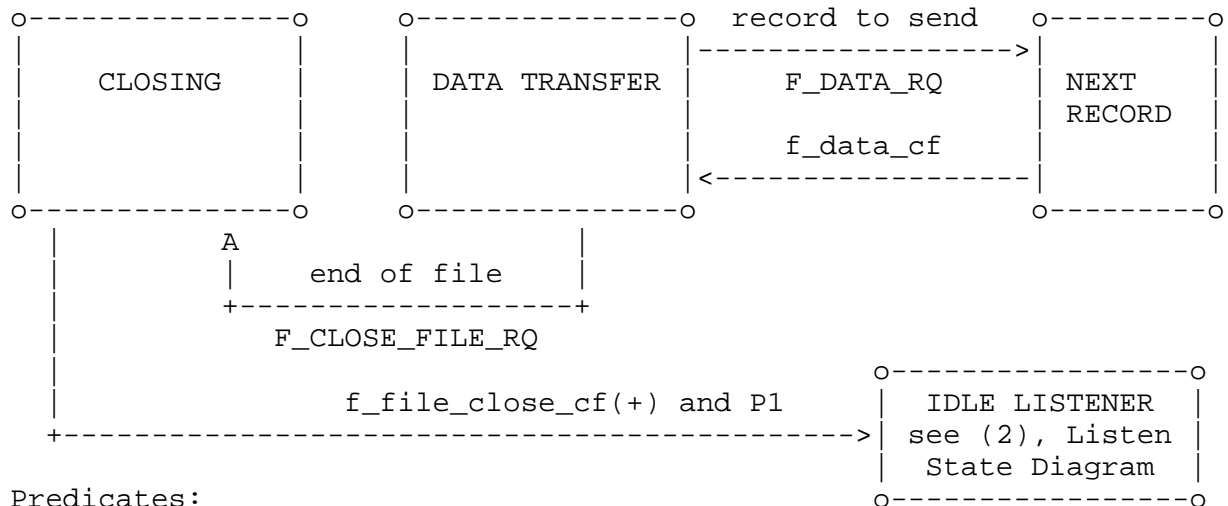 record to send
CLOSING DATA TRANSFER F_DATA_RQ NEXT
RECORD
f_data_cf
A
end of file
F_CLOSE_FILE_RQ
f_file_close_cf(+) and P1 IDLE LISTENER
see (2), Listen
State Diagram
Predicates: